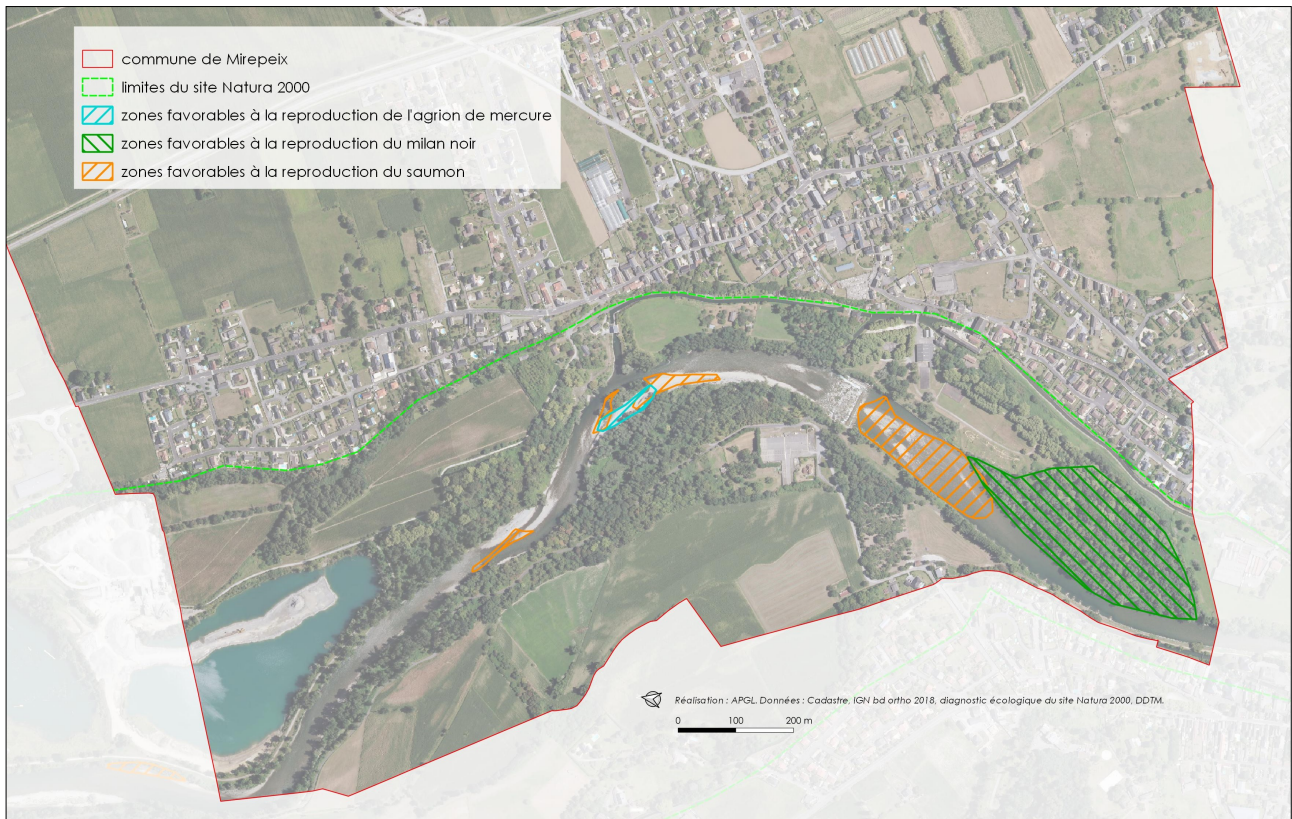 commune de Mirepeix
limites du site Natura 2000
zones favorables à la reproduction de l'agrion de mercure
zones favorables à la reproduction du milan noir
zones favorables à la reproduction du saumon
Réalisation : APGL. Données : Cadastre, IGN bd ortho 2018, diagnostic écologique du site Natura 2000, DDTM.
0 100 200 m